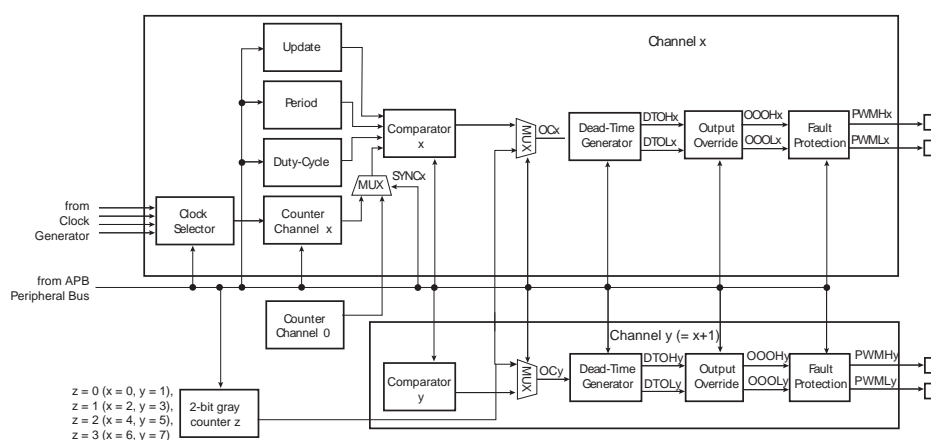 Channel x
Update
Period
Comparator
x
Duty-Cycle
MUX
SYNCx
MUX
OCx
Dead-Time
Generator
DTOHx
DTOLx
Output
Override
OOOHx
OOOLx
Fault
Protection
PWMHx
PWMLx
from
Clock
Generator
Clock
Selector
Counter
Channel x
from APB
Peripheral Bus
Counter
Channel 0
Channel y (= x+1)
Comparator
y
MUX
OCy
Dead-Time
Generator
DTOHy
DTOLy
Output
Override
OOOHy
OOOLy
Fault
Protection
PWMHy
PWMLy
z = 0 (x = 0, y = 1),
z = 1 (x = 2, y = 3),
z = 2 (x = 4, y = 5),
z = 3 (x = 6, y = 7)
2-bit gray
counter z